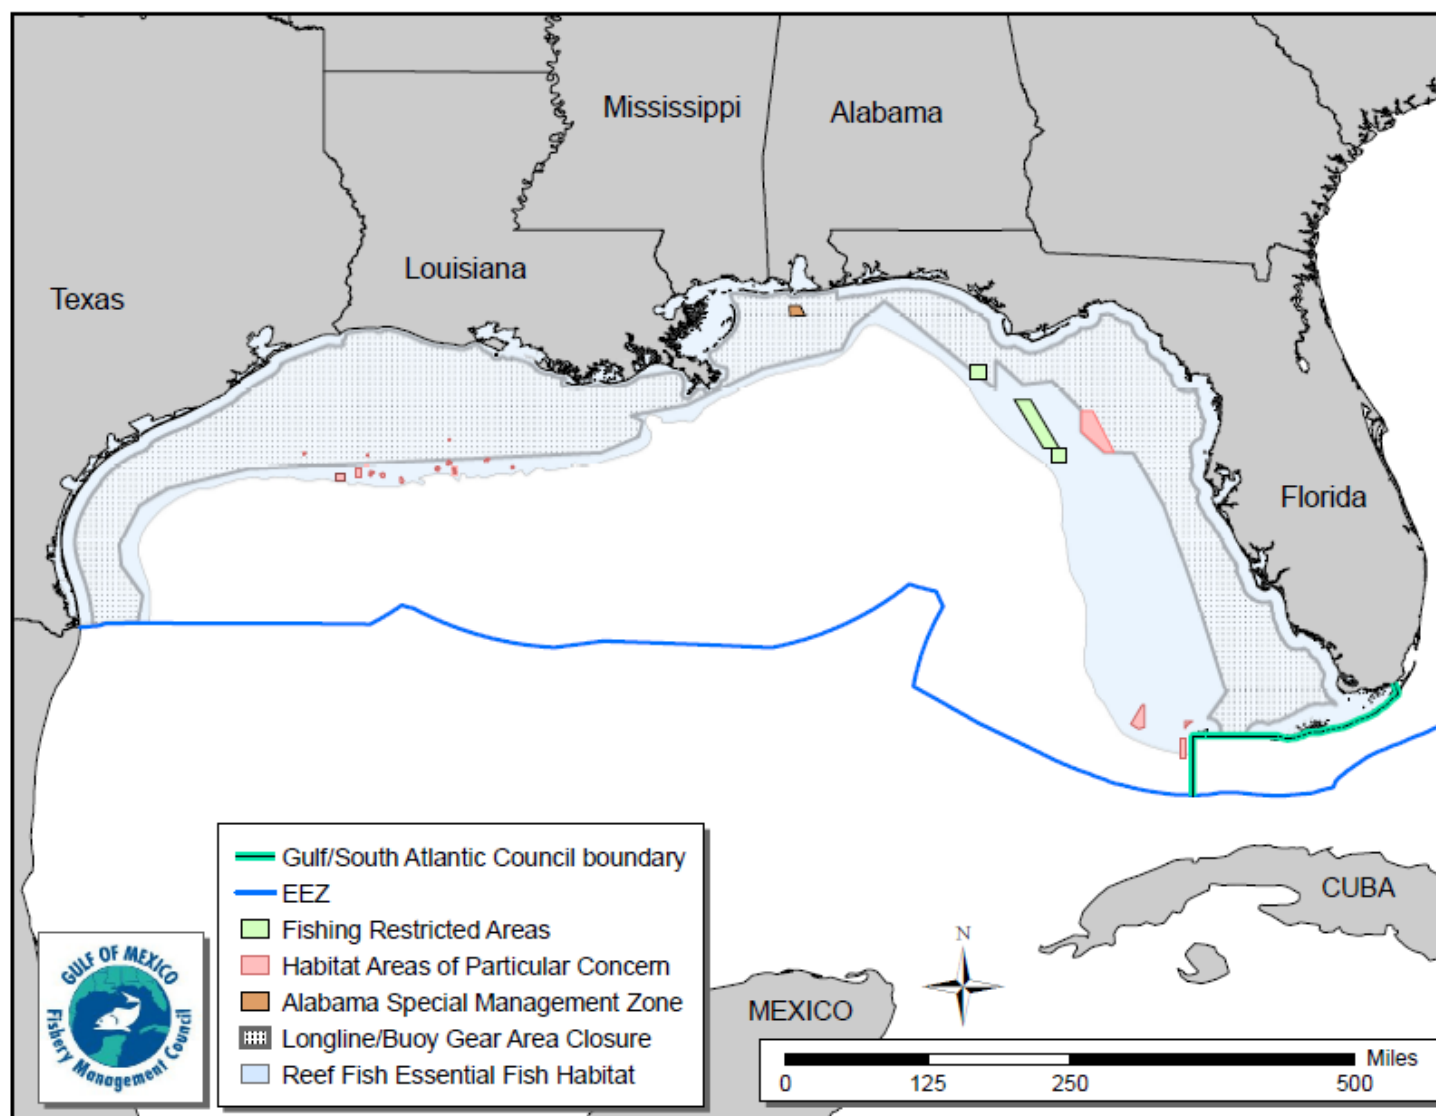 Mississippi
Alabama
Louisiana
Texas
Florida
Gulf/South Atlantic Council boundary
EEZ
Fishing Restricted Areas
Habitat Areas of Particular Concern
Alabama Special Management Zone
Longline/Buoy Gear Area Closure
Reef Fish Essential Fish Habitat
GULF OF MEXICO
Fishery Management Council
CUBA
N
MEXICO
Miles
0 125 250 500